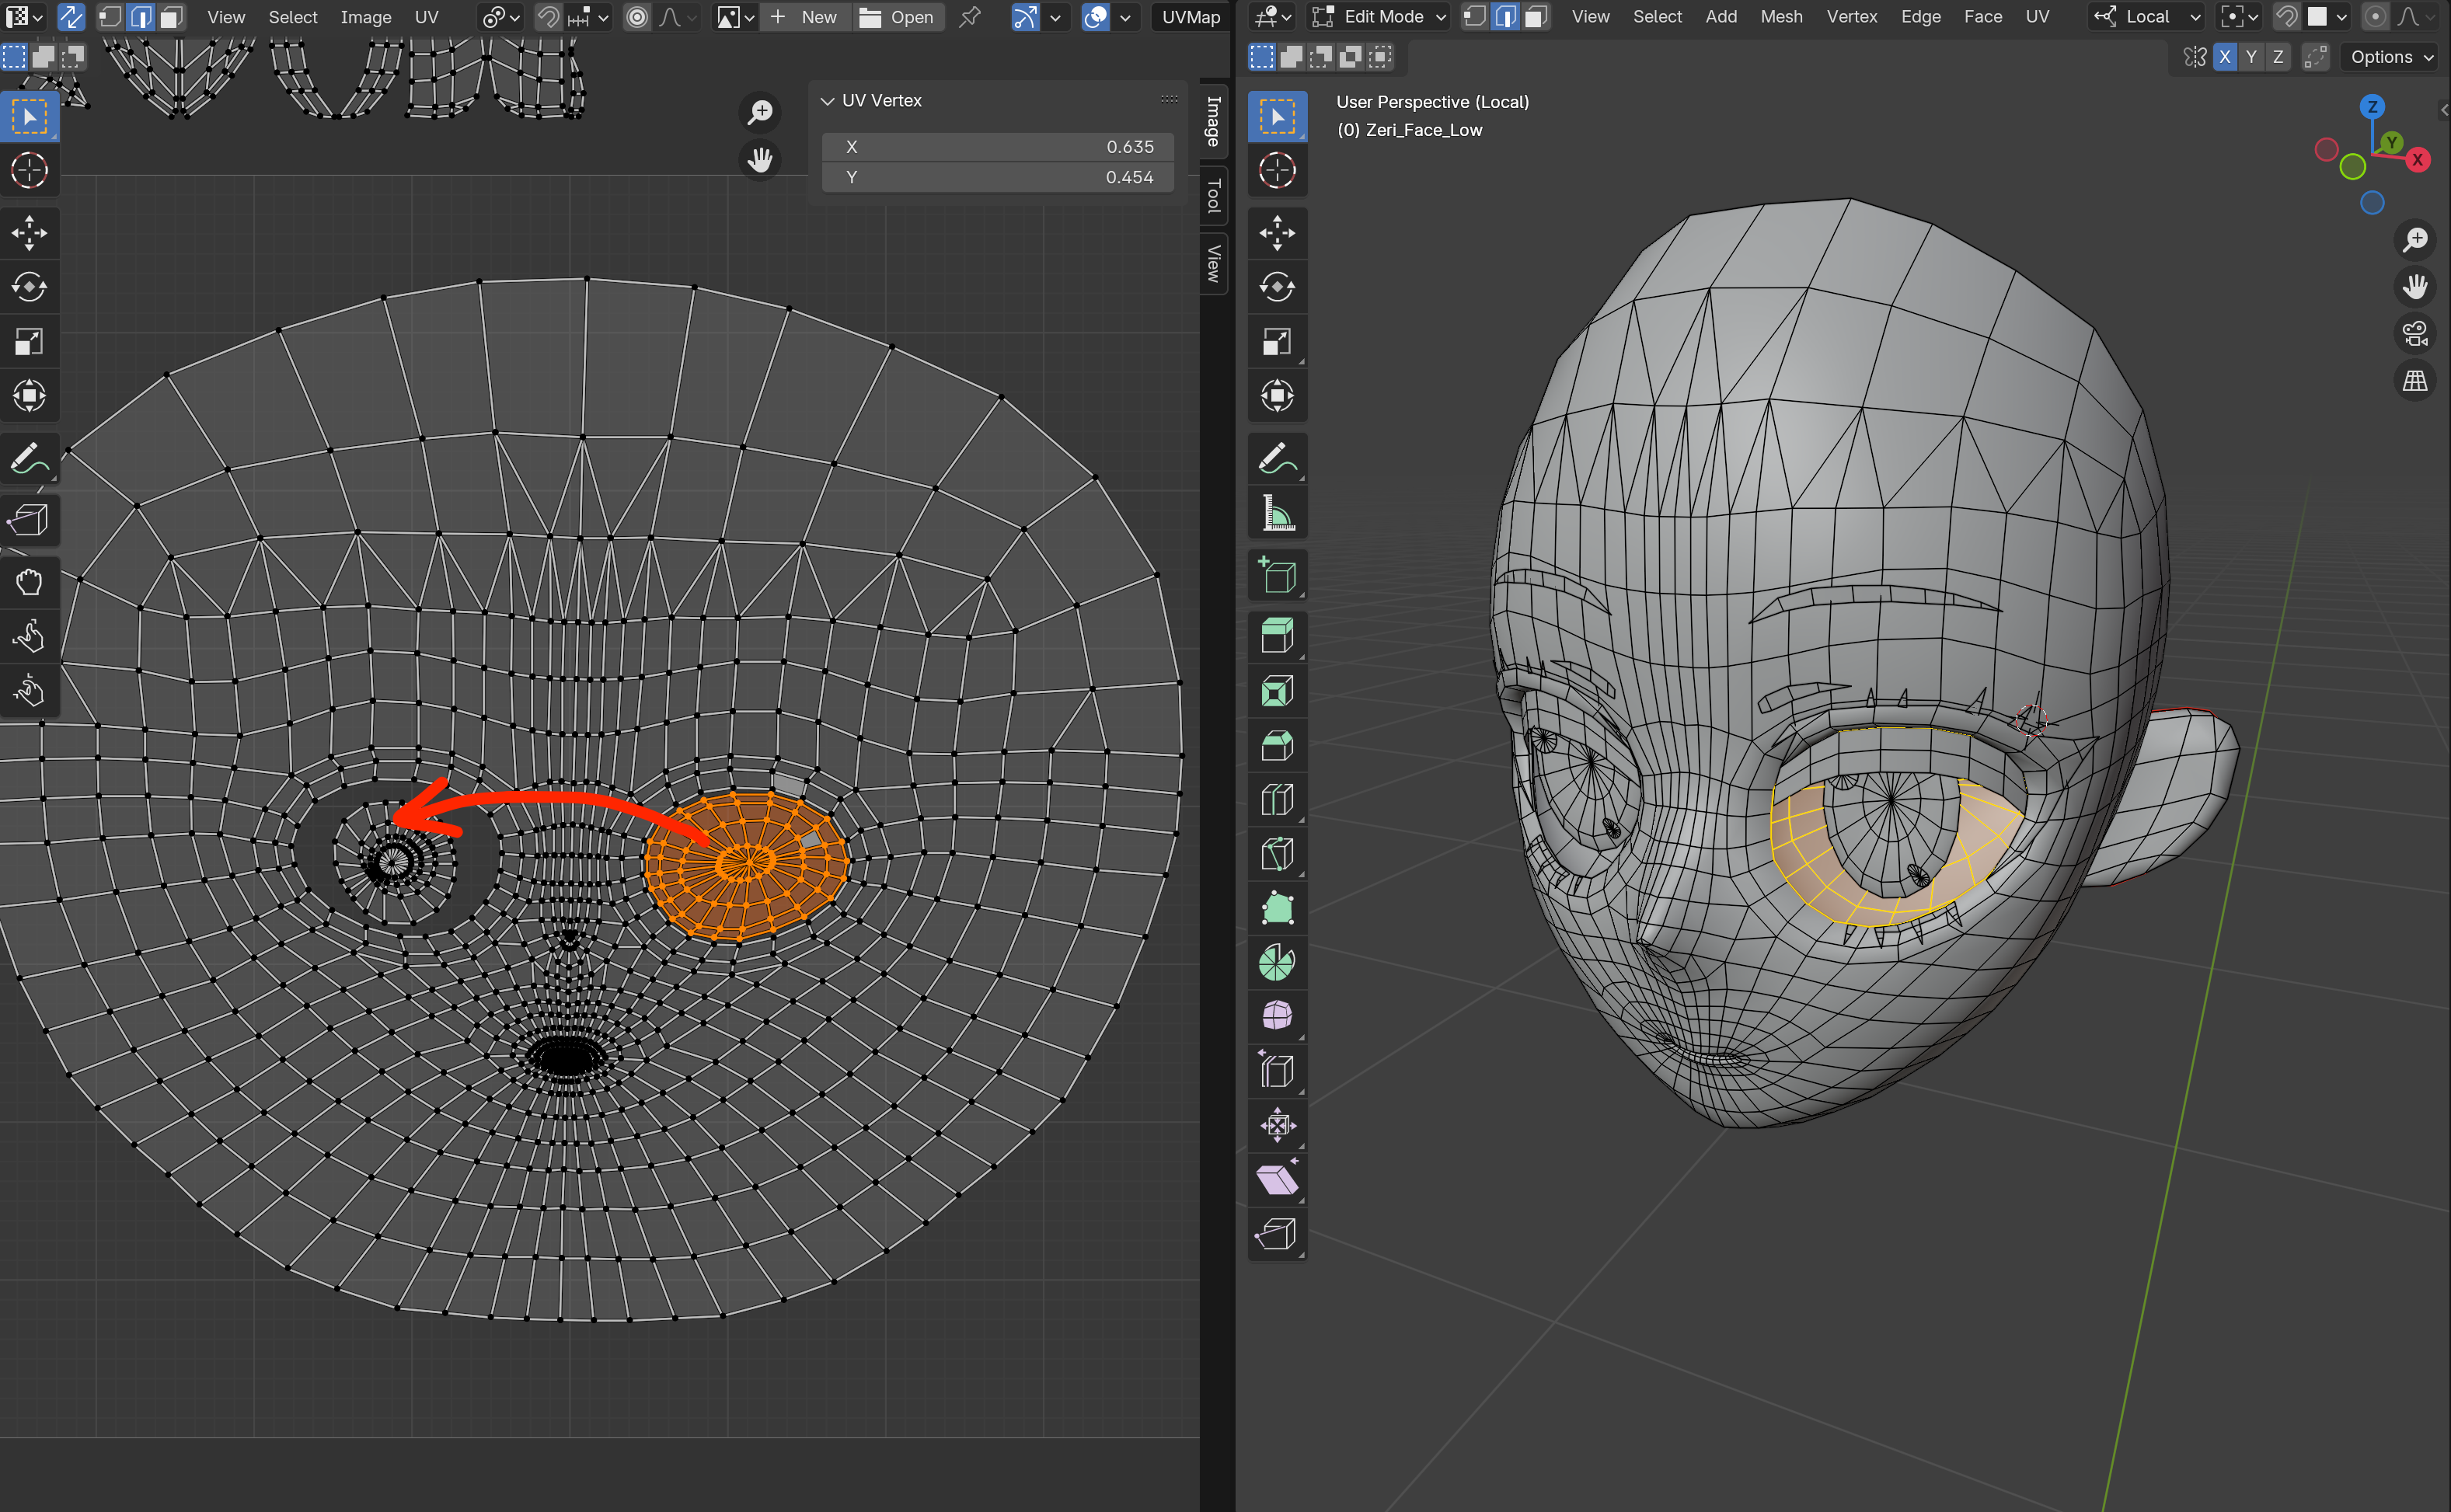 View Select Image UV New Open UVMap
Edit Mode View Select Add Mesh Vertex Edge Face UV Local
X Y Z Options
UV Vertex
X 0.635
Y 0.454
Image
Tool
View
User Perspective (Local)
(0) Zeri_Face_Low
Z
Y
X